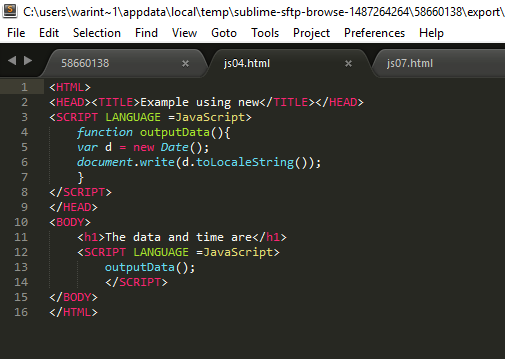 C:\users\warint~1\appdata\local\temp\sublime-sftp-browse-1487264264\58660138\export\
File Edit Selection Find View Goto Tools Project Preferences Help
58660138 × js04.html × js07.html
1 <HTML>
2 <HEAD><TITLE>Example using new</TITLE></HEAD>
3 <SCRIPT LANGUAGE =JavaScript>
4 function outputData(){
5 var d = new Date();
6 document.write(d.toLocaleString());
7 }
8 </SCRIPT>
9 </HEAD>
10 <BODY>
11 <h1>The data and time are</h1>
12 <SCRIPT LANGUAGE =JavaScript>
13 outputData();
14 </SCRIPT>
15 </BODY>
16 </HTML>